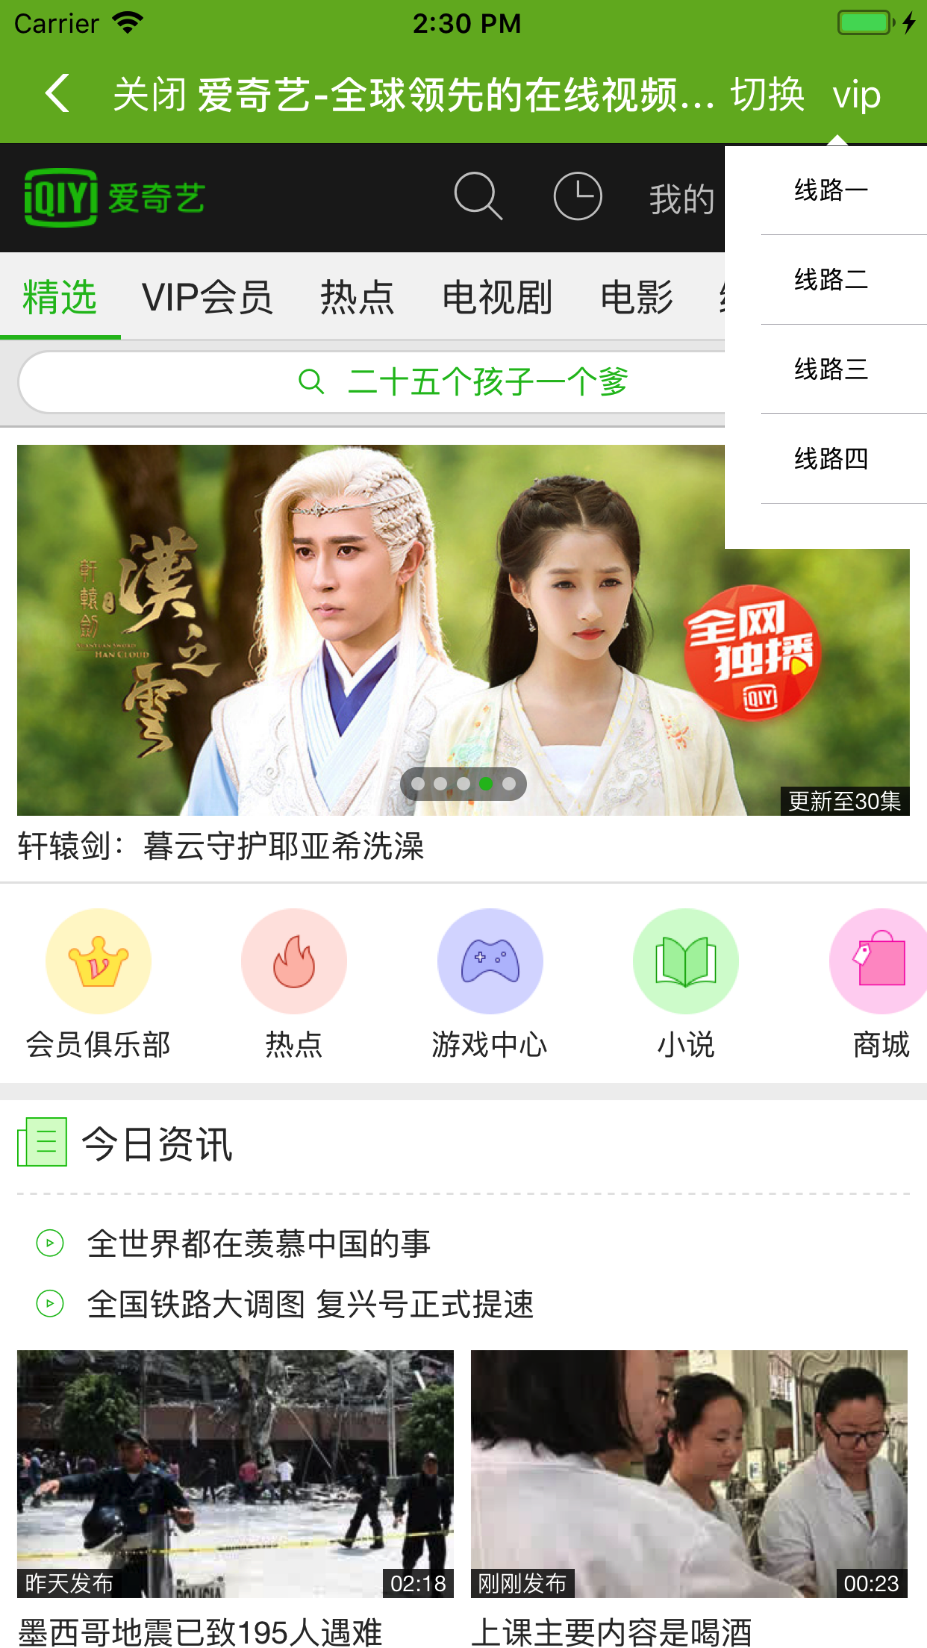 Carrier
2:30 PM
关闭 爱奇艺-全球领先的在线视频... 切换 vip
iQIYI 爱奇艺
我的
线路一
线路二
线路三
线路四
精选 VIP会员 热点 电视剧 电影
二十五个孩子一个爹
軒轅劍
漢之雲
HAN CLOUD
全网
独播
iQIYI
更新至30集
轩辕剑：暮云守护耶亚希洗澡
会员俱乐部 热点 游戏中心 小说 商城
今日资讯
全世界都在羡慕中国的事
全国铁路大调图 复兴号正式提速
POLICIA
昨天发布 02:18
刚刚发布 00:23
墨西哥地震已致195人遇难
上课主要内容是喝酒